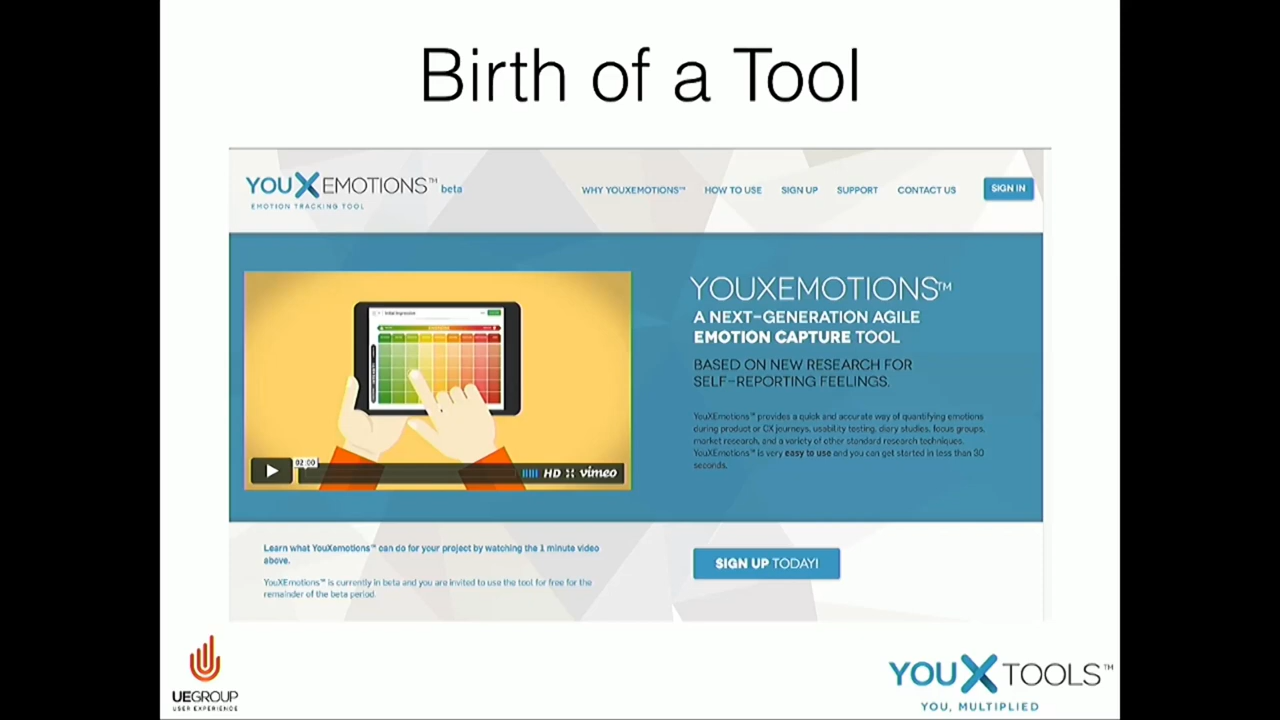 Birth of a Tool
YOUXEMOTIONS™ beta
EMOTION TRACKING TOOL
WHY YOUXEMOTIONS™ HOW TO USE SIGN UP SUPPORT CONTACT US SIGN IN
YOUXEMOTIONS™
A NEXT-GENERATION AGILE
EMOTION CAPTURE TOOL
BASED ON NEW RESEARCH FOR
SELF-REPORTING FEELINGS.
YouXEmotions™ provides a quick and accurate way of quantifying emotions
during product or CX journeys, usability testing, diary studies, focus groups,
market research, and a variety of other standard research techniques.
YouXEmotions™ is very easy to use and you can get started in less than 30
seconds.
Initial Impression
02:00
HD vimeo
Learn what YouXemotions™ can do for your project by watching the 1 minute video
above.
YouXEmotions™ is currently in beta and you are invited to use the tool for free for the
remainder of the beta period.
SIGN UP TODAY!
UEGROUP
USER EXPERIENCE
YOUXTOOLS™
YOU, MULTIPLIED